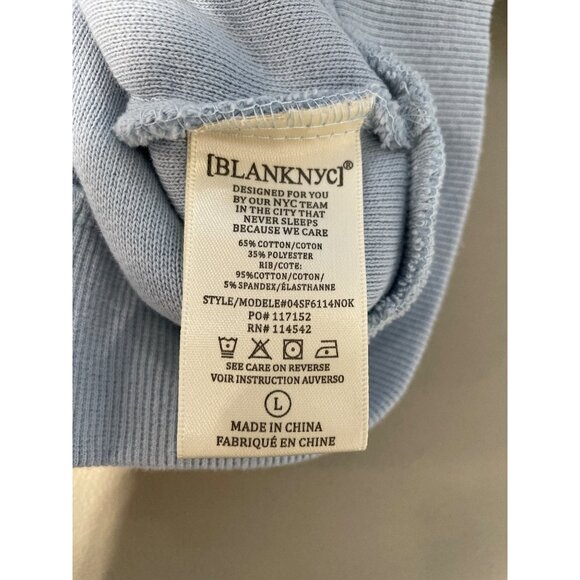 [BLANKNYC]®
DESIGNED FOR YOU
BY OUR NYC TEAM
IN THE CITY THAT
NEVER SLEEPS
BECAUSE WE CARE
65% COTTON/COTON
35% POLYESTER
RIB/COTE:
95%COTTON/COTON/
5% SPANDEX/ÉLASTHANNE
STYLE/MODELE#04SF6114NOK
PO# 117152
RN# 114542
SEE CARE ON REVERSE
VOIR INSTRUCTION AUVERSO
L
MADE IN CHINA
FABRIQUÉ EN CHINE